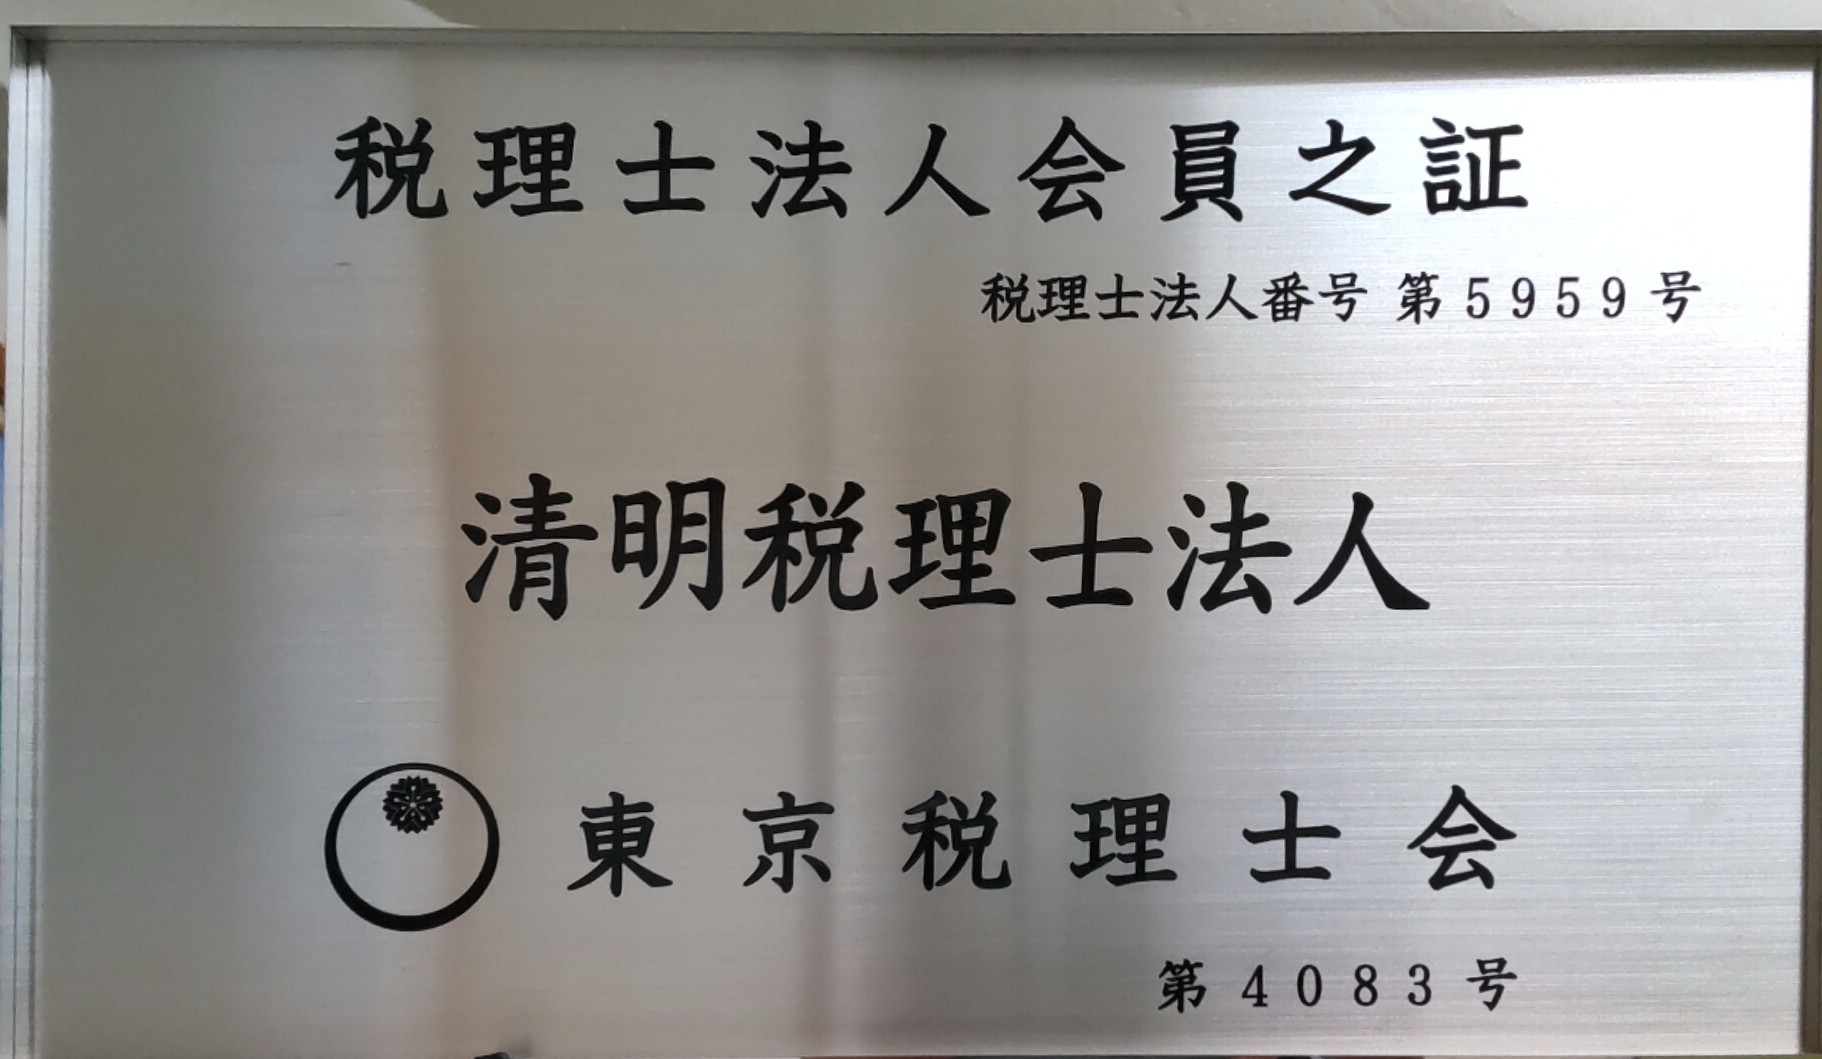 税理士法人会員之証
税理士法人番号 第5959号
清明税理士法人
東京税理士会
第4083号